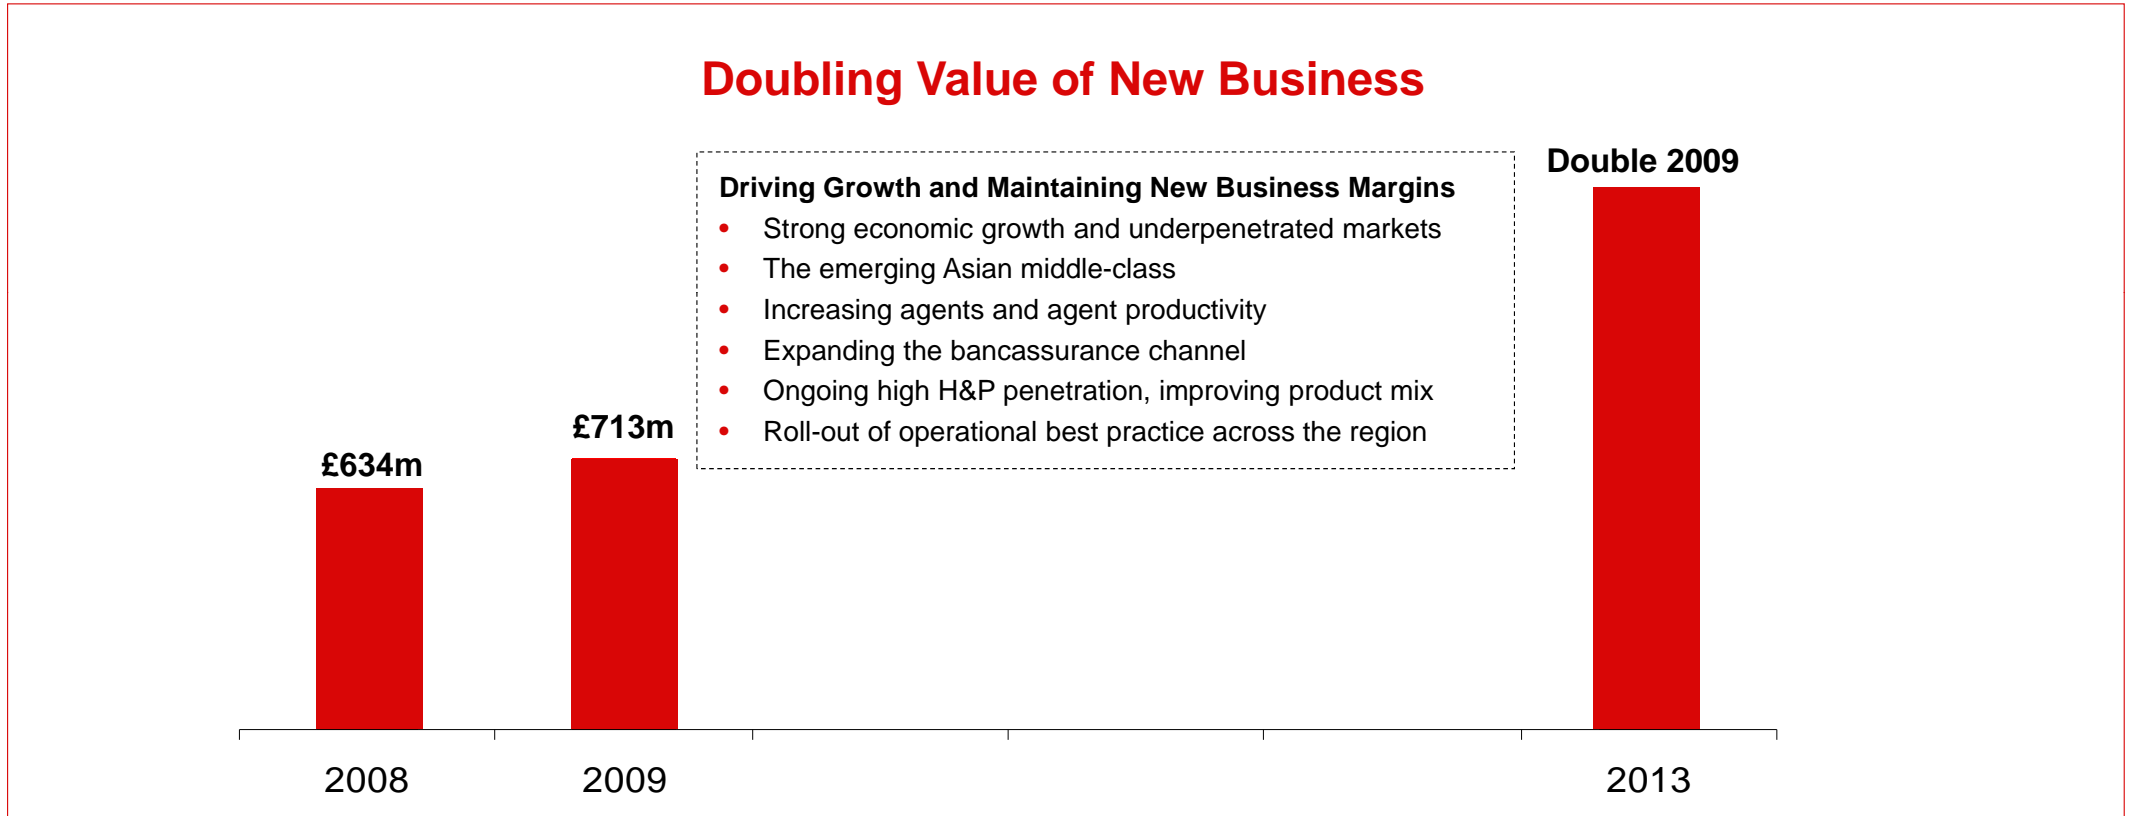 Doubling Value of New Business
Double 2009
Driving Growth and Maintaining New Business Margins
• Strong economic growth and underpenetrated markets
• The emerging Asian middle-class
• Increasing agents and agent productivity
• Expanding the bancassurance channel
• Ongoing high H&P penetration, improving product mix
• Roll-out of operational best practice across the region
£713m
£634m
2008 2009 2013